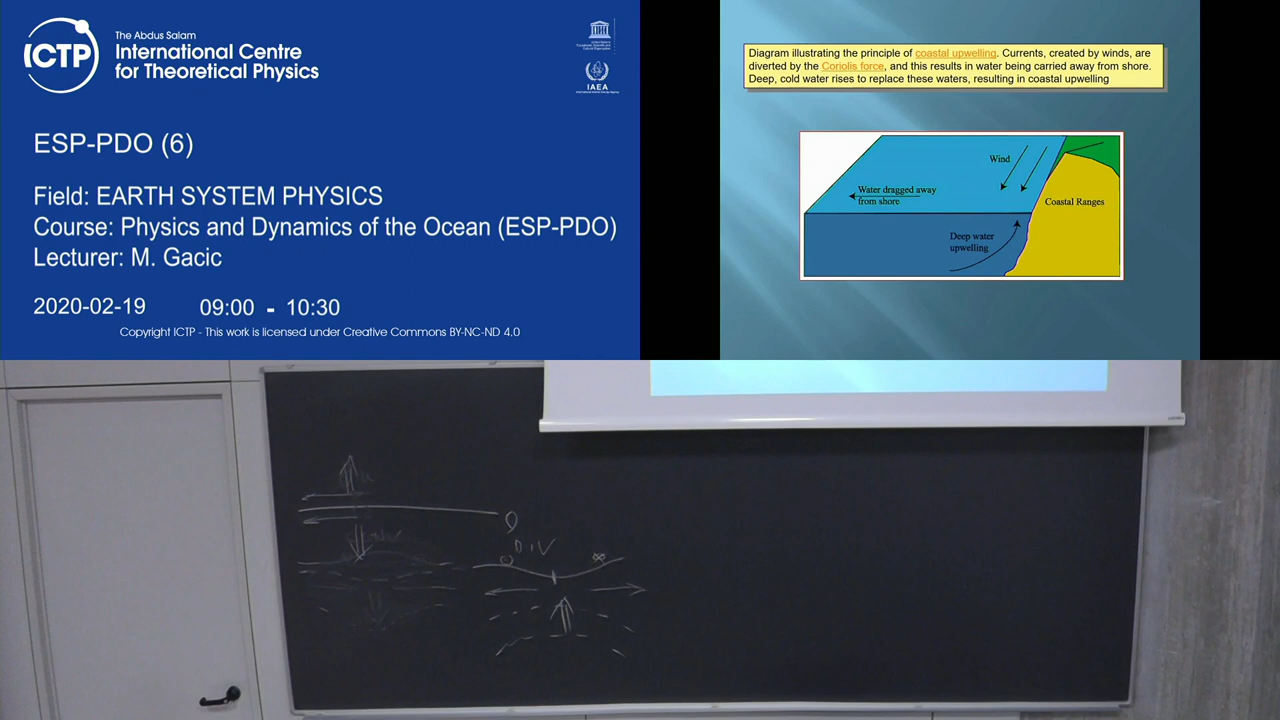 The Abdus Salam
ICTP
International Centre
for Theoretical Physics
IAEA
ESP-PDO (6)
Field: EARTH SYSTEM PHYSICS
Course: Physics and Dynamics of the Ocean (ESP-PDO)
Lecturer: M. Gacic
2020-02-19 09:00 - 10:30
Copyright ICTP - This work is licensed under Creative Commons BY-NC-ND 4.0
Diagram illustrating the principle of coastal upwelling. Currents, created by winds, are
diverted by the Coriolis force, and this results in water being carried away from shore.
Deep, cold water rises to replace these waters, resulting in coastal upwelling
Wind
Water dragged away
from shore
Coastal Ranges
Deep water
upwelling
DIV